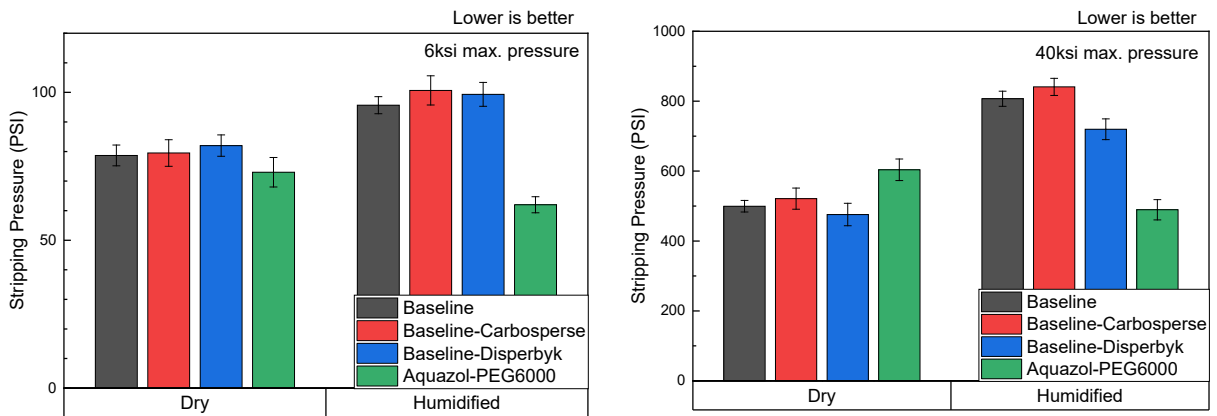 Lower is better
6ksi max. pressure
Stripping Pressure (PSI)
100
50
0
Baseline
Baseline-Carbosperse
Baseline-Disperbyk
Aquazol-PEG6000
Dry
Humidified
Lower is better
40ksi max. pressure
Stripping Pressure (PSI)
1000
800
600
400
200
0
Baseline
Baseline-Carbosperse
Baseline-Disperbyk
Aquazol-PEG6000
Dry
Humidified